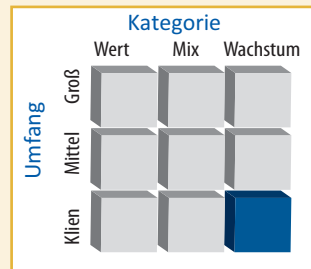 Kategorie
Wert Mix Wachstum
Umfang
Groß
Mittel
Klien